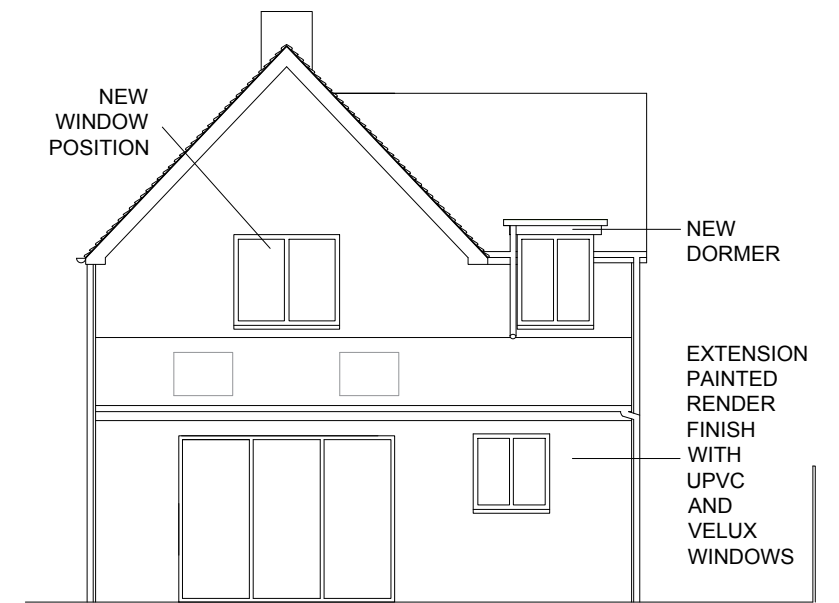 NEW
WINDOW
POSITION
NEW
DORMER
EXTENSION
PAINTED
RENDER
FINISH
WITH
UPVC
AND
VELUX
WINDOWS